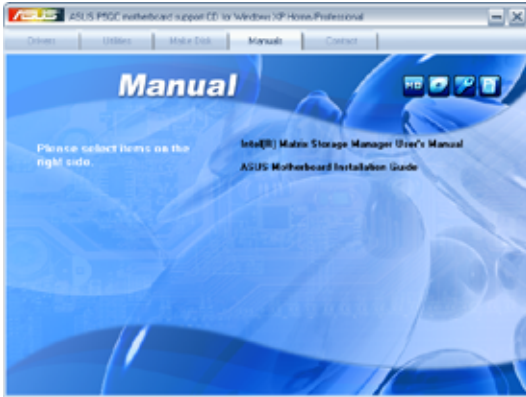 ASUS
ASUS P5GC motherboard support CD for Windows XP Home/Professional
Drivers
Utilities
Make Disk
Manuals
Contact
Manual
Please select items on the
right side.
Intel(R) Matrix Storage Manager User's Manual
ASUS Motherboard Installation Guide